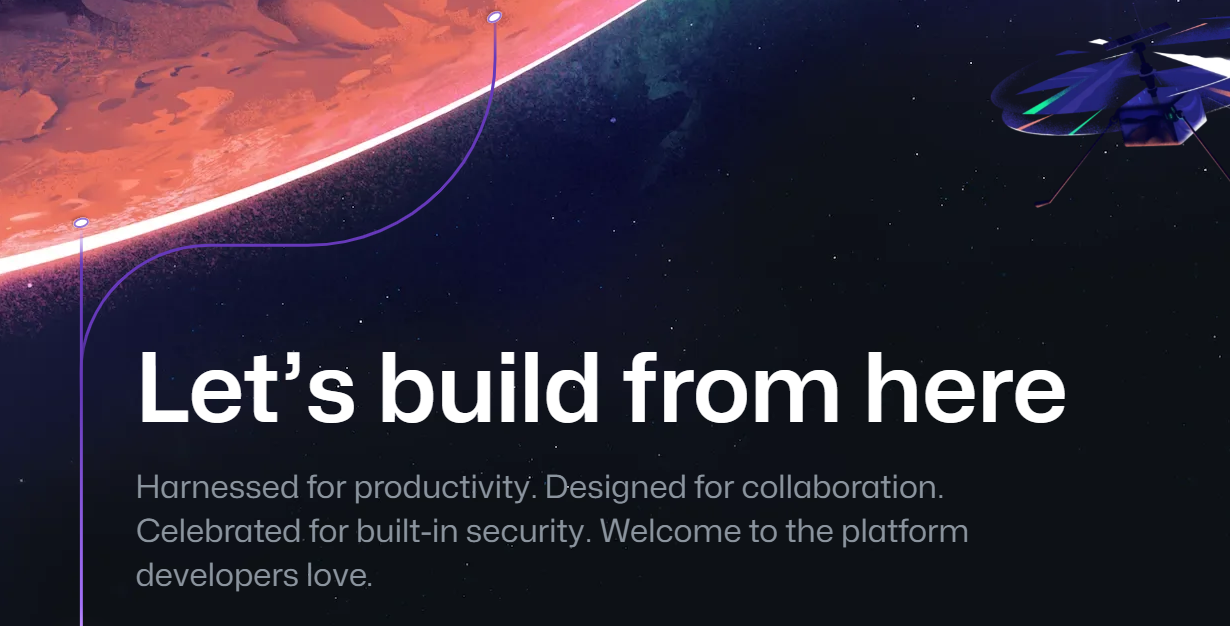 Let’s build from here
Harnessed for productivity. Designed for collaboration.
Celebrated for built-in security. Welcome to the platform
developers love.